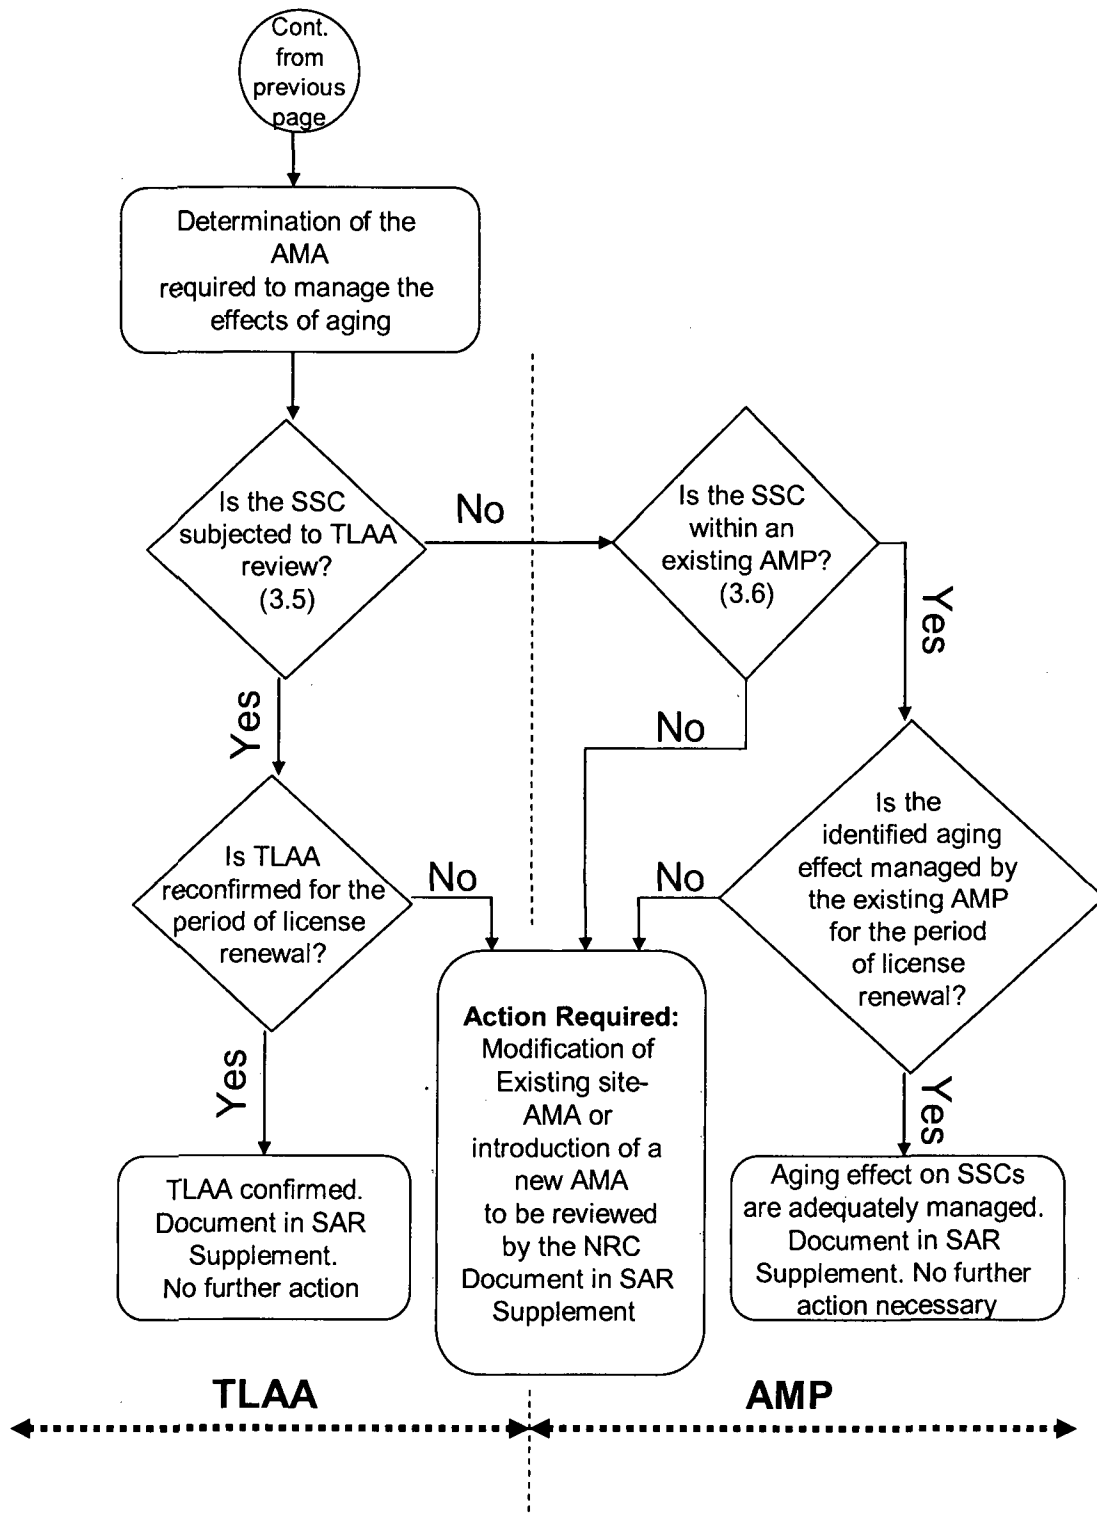 Cont.
from
previous
page
Determination of the
AMA
required to manage the
effects of aging
Is the SSC
subjected to TLAA
review?
(3.5)
No
Is the SSC
within an
existing AMP?
(3.6)
Yes
Yes
No
Is TLAA
reconfirmed for the
period of license
renewal?
No
No
Is the
identified aging
effect managed by
the existing AMP
for the period
of license
renewal?
Yes
Yes
Action Required:
Modification of
Existing site-
AMA or
introduction of a
new AMA
to be reviewed
by the NRC
Document in SAR
Supplement
TLAA confirmed.
Document in SAR
Supplement.
No further action
Aging effect on SSCs
are adequately managed.
Document in SAR
Supplement. No further
action necessary
TLAA
AMP